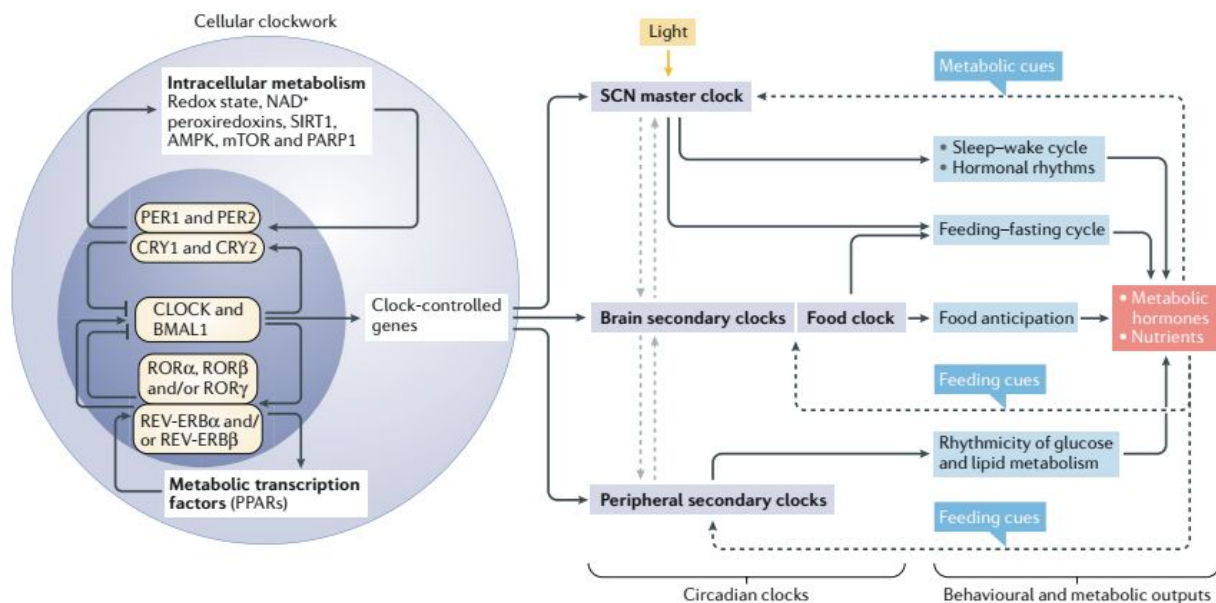 Cellular clockwork
Intracellular metabolism
Redox state, NAD⁺
peroxiredoxins, SIRT1,
AMPK, mTOR and PARP1
PER1 and PER2
CRY1 and CRY2
CLOCK and
BMAL1
RORα, RORβ
and/or RORγ
REV-ERBα and/
or REV-ERBβ
Metabolic transcription
factors (PPARs)
Clock-controlled
genes
Light
SCN master clock
Brain secondary clocks
Food clock
Peripheral secondary clocks
Metabolic cues
• Sleep–wake cycle
• Hormonal rhythms
Feeding–fasting cycle
Food anticipation
• Metabolic
hormones
• Nutrients
Feeding cues
Rhythmicity of glucose
and lipid metabolism
Feeding cues
Circadian clocks
Behavioural and metabolic outputs